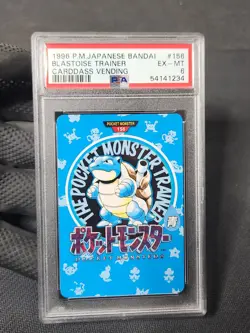 1996 P.M.JAPANESE BANDAI #156
BLASTOISE TRAINER EX-MT
CARDDASS VENDING 6
PSA 54141234
POCKET MONSTER
156
THE POCKET MONSTER TRAINER
青
ポケットモンスター